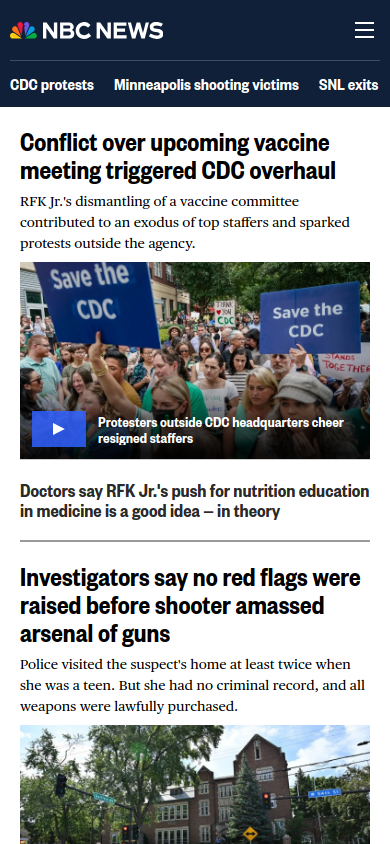 NBC NEWS
CDC protests Minneapolis shooting victims SNL exits
Conflict over upcoming vaccine
meeting triggered CDC overhaul
RFK Jr.'s dismantling of a vaccine committee
contributed to an exodus of top staffers and sparked
protests outside the agency.
Save the
CDC
I THANK
CDC
Save the
CDC
STANDS
TOGETHER
Protesters outside CDC headquarters cheer
resigned staffers
Doctors say RFK Jr.'s push for nutrition education
in medicine is a good idea — in theory
Investigators say no red flags were
raised before shooter amassed
arsenal of guns
Police visited the suspect's home at least twice when
she was a teen. But she had no criminal record, and all
weapons were lawfully purchased.